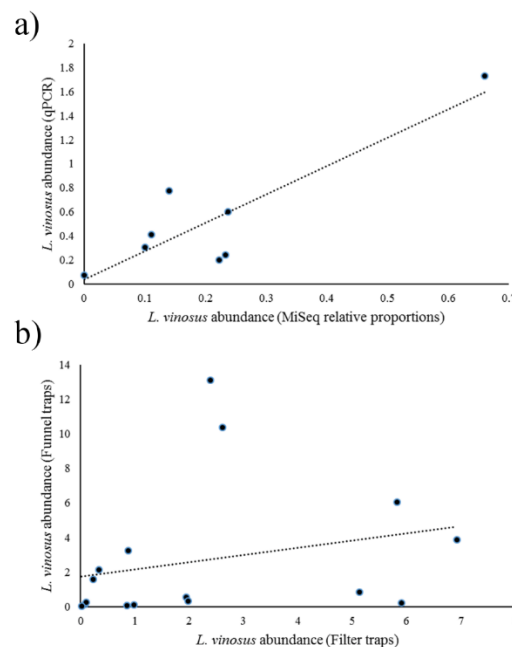 a)
L. vinosus abundance (qPCR)
2
1.8
1.6
1.4
1.2
1
0.8
0.6
0.4
0.2
0
0 0.1 0.2 0.3 0.4 0.5 0.6 0.7
L. vinosus abundance (MiSeq relative proportions)
b)
L. vinosus abundance (Funnel traps)
14
12
10
8
6
4
2
0
0 1 2 3 4 5 6 7
L. vinosus abundance (Filter traps)